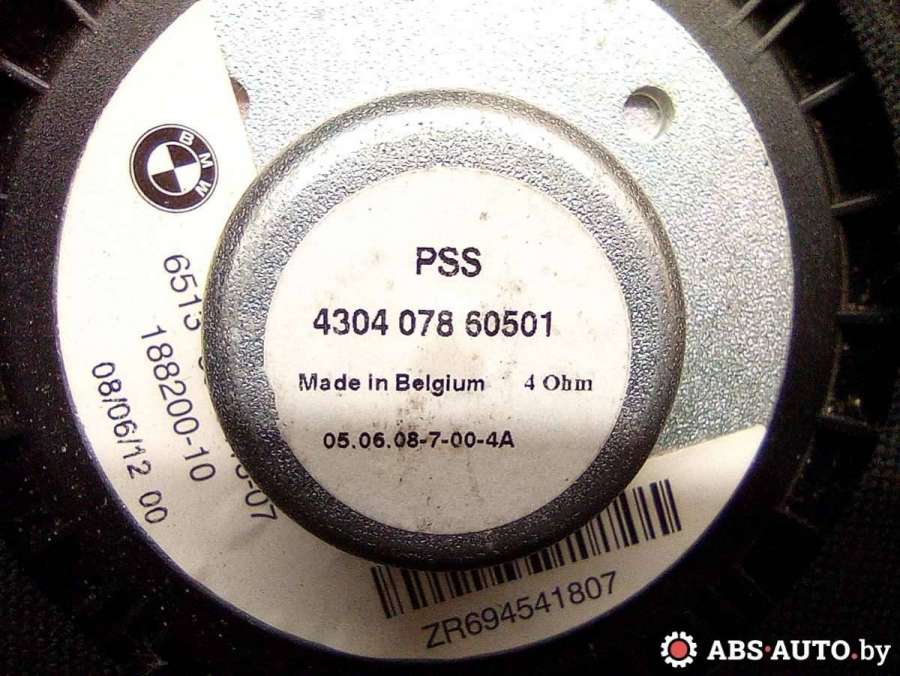 BMW
PSS
4304 078 60501
Made in Belgium 4 Ohm
05.06.08-7-00-4A
6513
188200-10
08/06/12 00
ZR694541807
ABS-AUTO.by